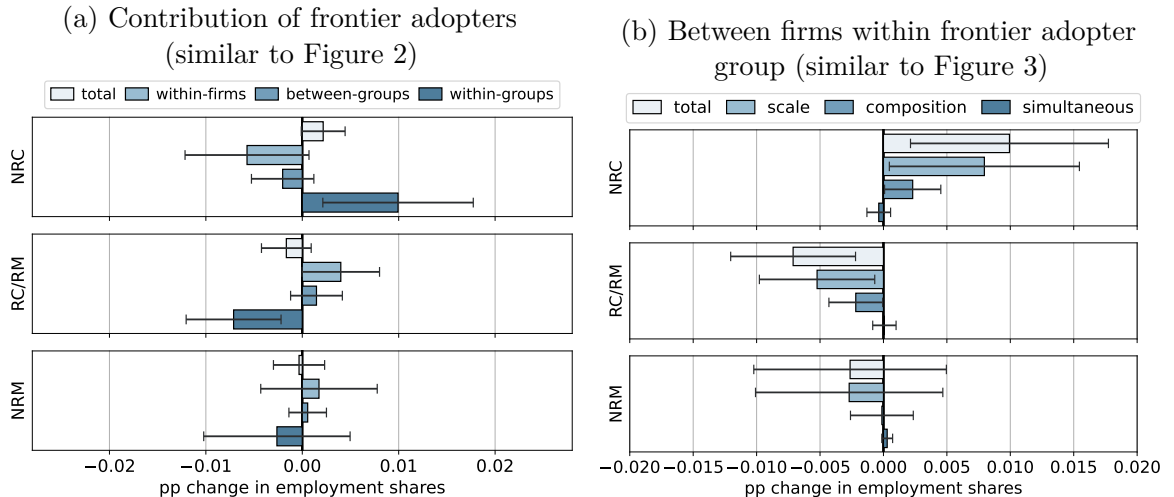 (a) Contribution of frontier adopters
(similar to Figure 2)
total within-firms between-groups within-groups
NRC
RC/RM
NRM
−0.02 −0.01 0.00 0.01 0.02
pp change in employment shares
(b) Between firms within frontier adopter
group (similar to Figure 3)
total scale composition simultaneous
NRC
RC/RM
NRM
−0.020 −0.015 −0.010 −0.005 0.000 0.005 0.010 0.015 0.020
pp change in employment shares